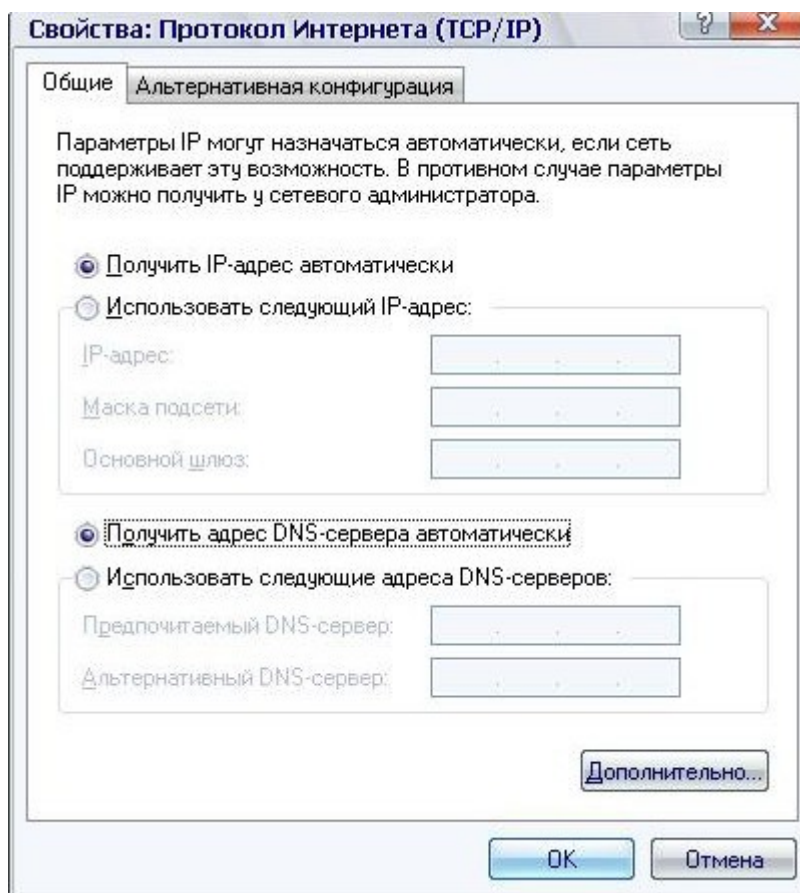 Свойства: Протокол Интернета (TCP/IP)
Общие
Альтернативная конфигурация
Параметры IP могут назначаться автоматически, если сеть
поддерживает эту возможность. В противном случае параметры
IP можно получить у сетевого администратора.
Получить IP-адрес автоматически
Использовать следующий IP-адрес:
IP-адрес:
Маска подсети:
Основной шлюз:
Получить адрес DNS-сервера автоматически
Использовать следующие адреса DNS-серверов:
Предпочитаемый DNS-сервер:
Альтернативный DNS-сервер:
Дополнительно...
OK
Отмена